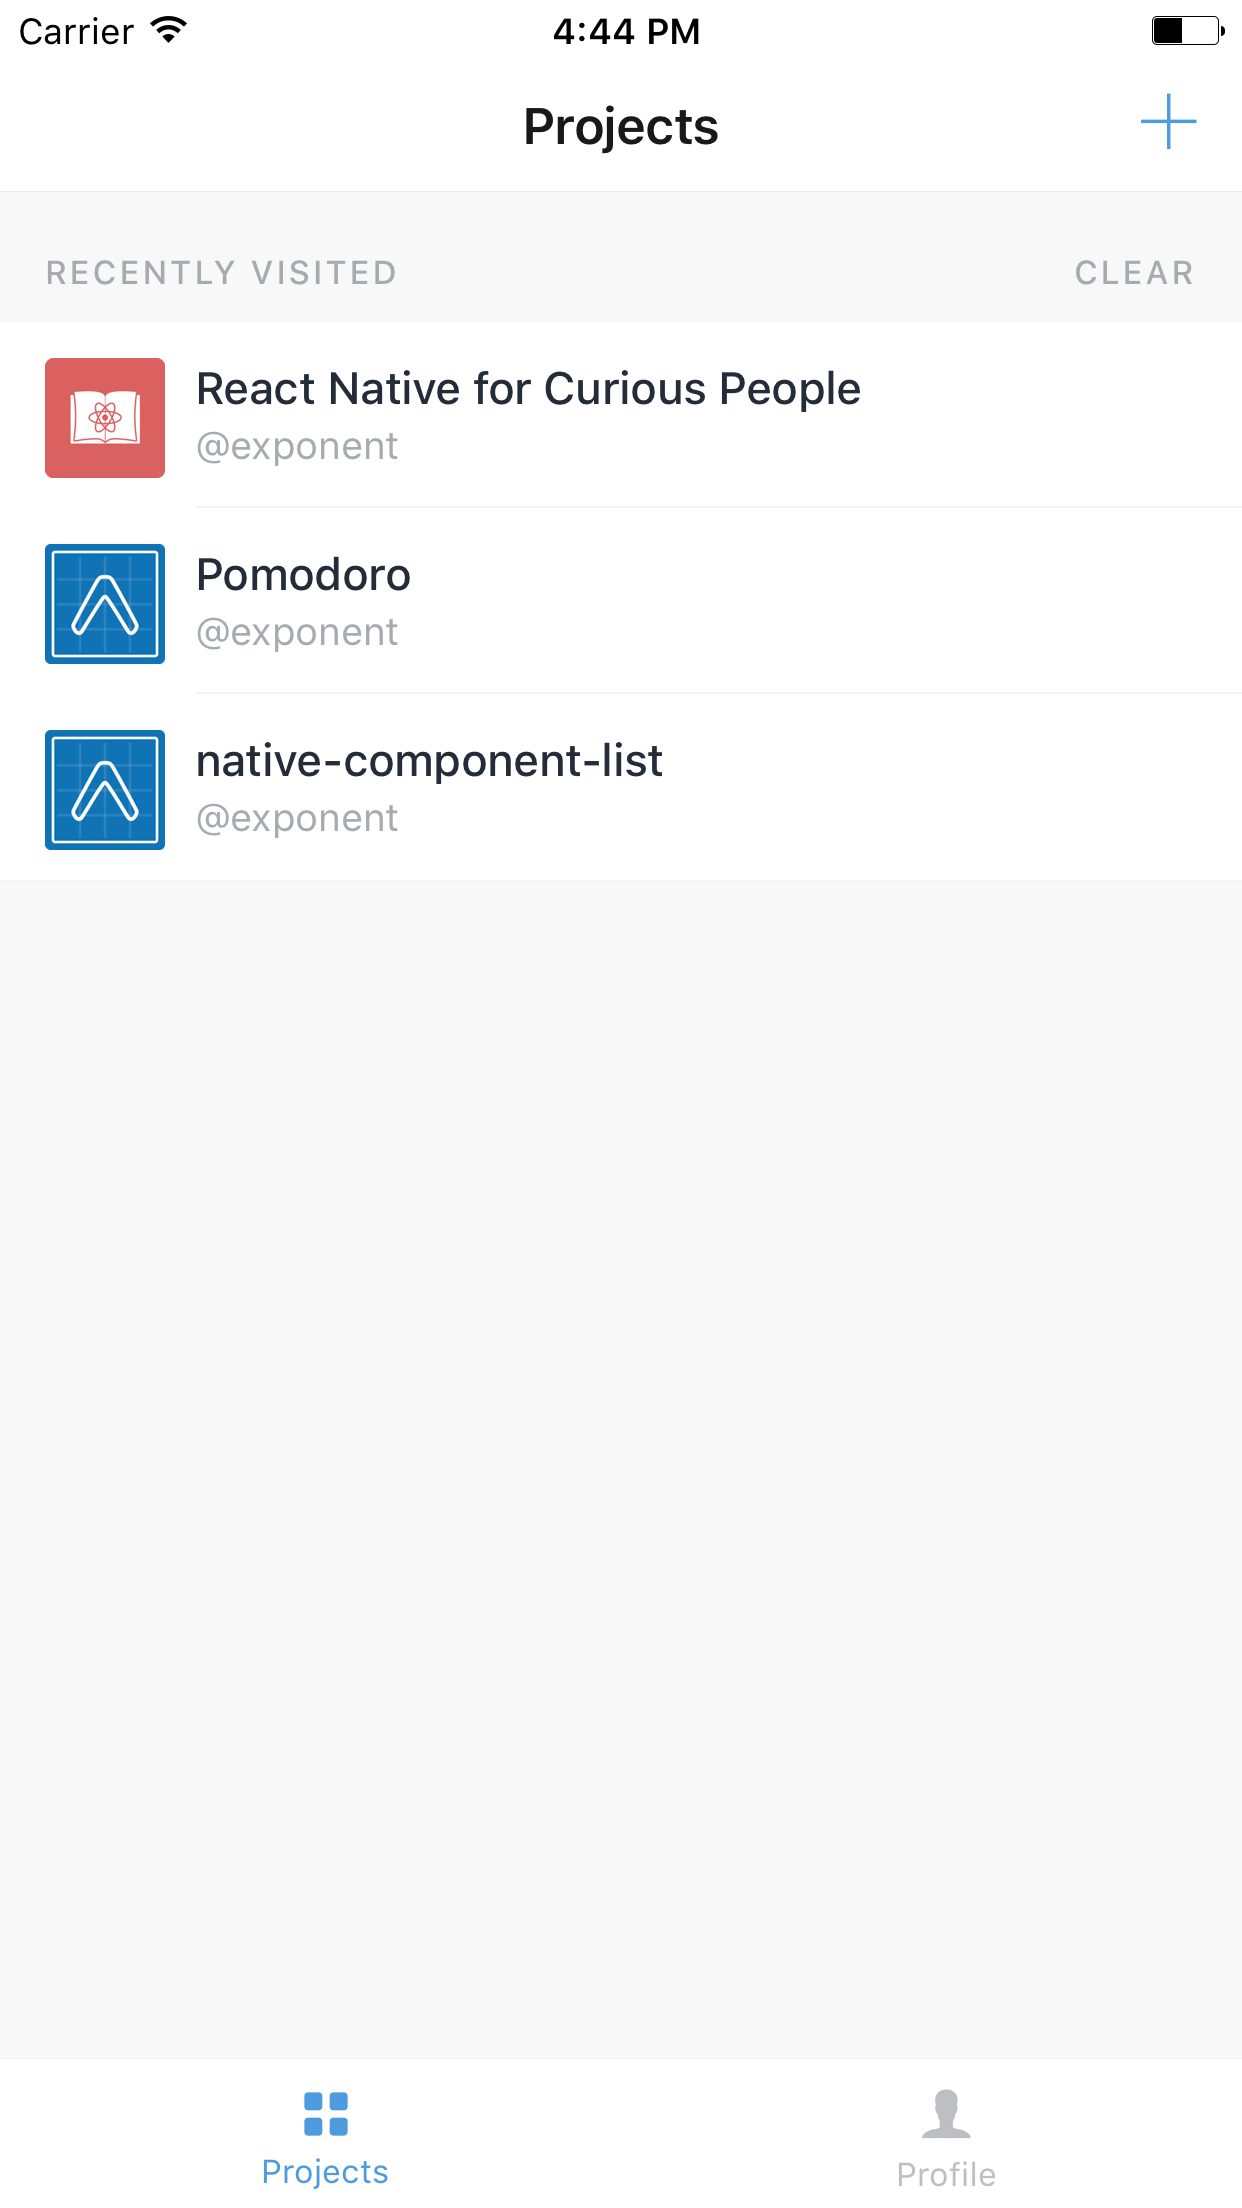 Carrier 4:44 PM
Projects
RECENTLY VISITED CLEAR
React Native for Curious People
@exponent
Pomodoro
@exponent
native-component-list
@exponent
Projects Profile